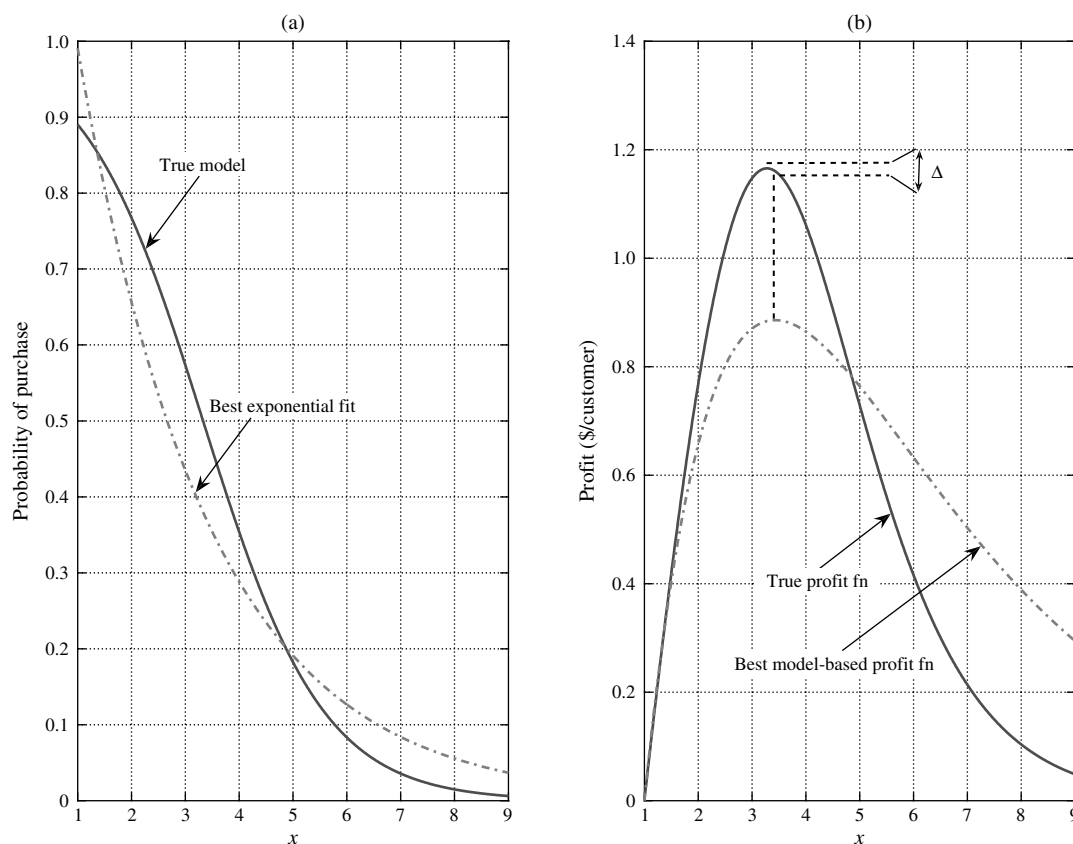 (a)
1.0
0.9
0.8
0.7
0.6
0.5
0.4
0.3
0.2
0.1
0
Probability of purchase
True model
Best exponential fit
1 2 3 4 5 6 7 8 9
x
(b)
1.4
1.2
1.0
0.8
0.6
0.4
0.2
0
Profit ($/customer)
Δ
True profit fn
Best model-based profit fn
1 2 3 4 5 6 7 8 9
x